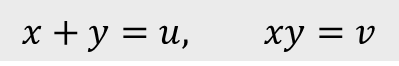 x + y = u, xy = v